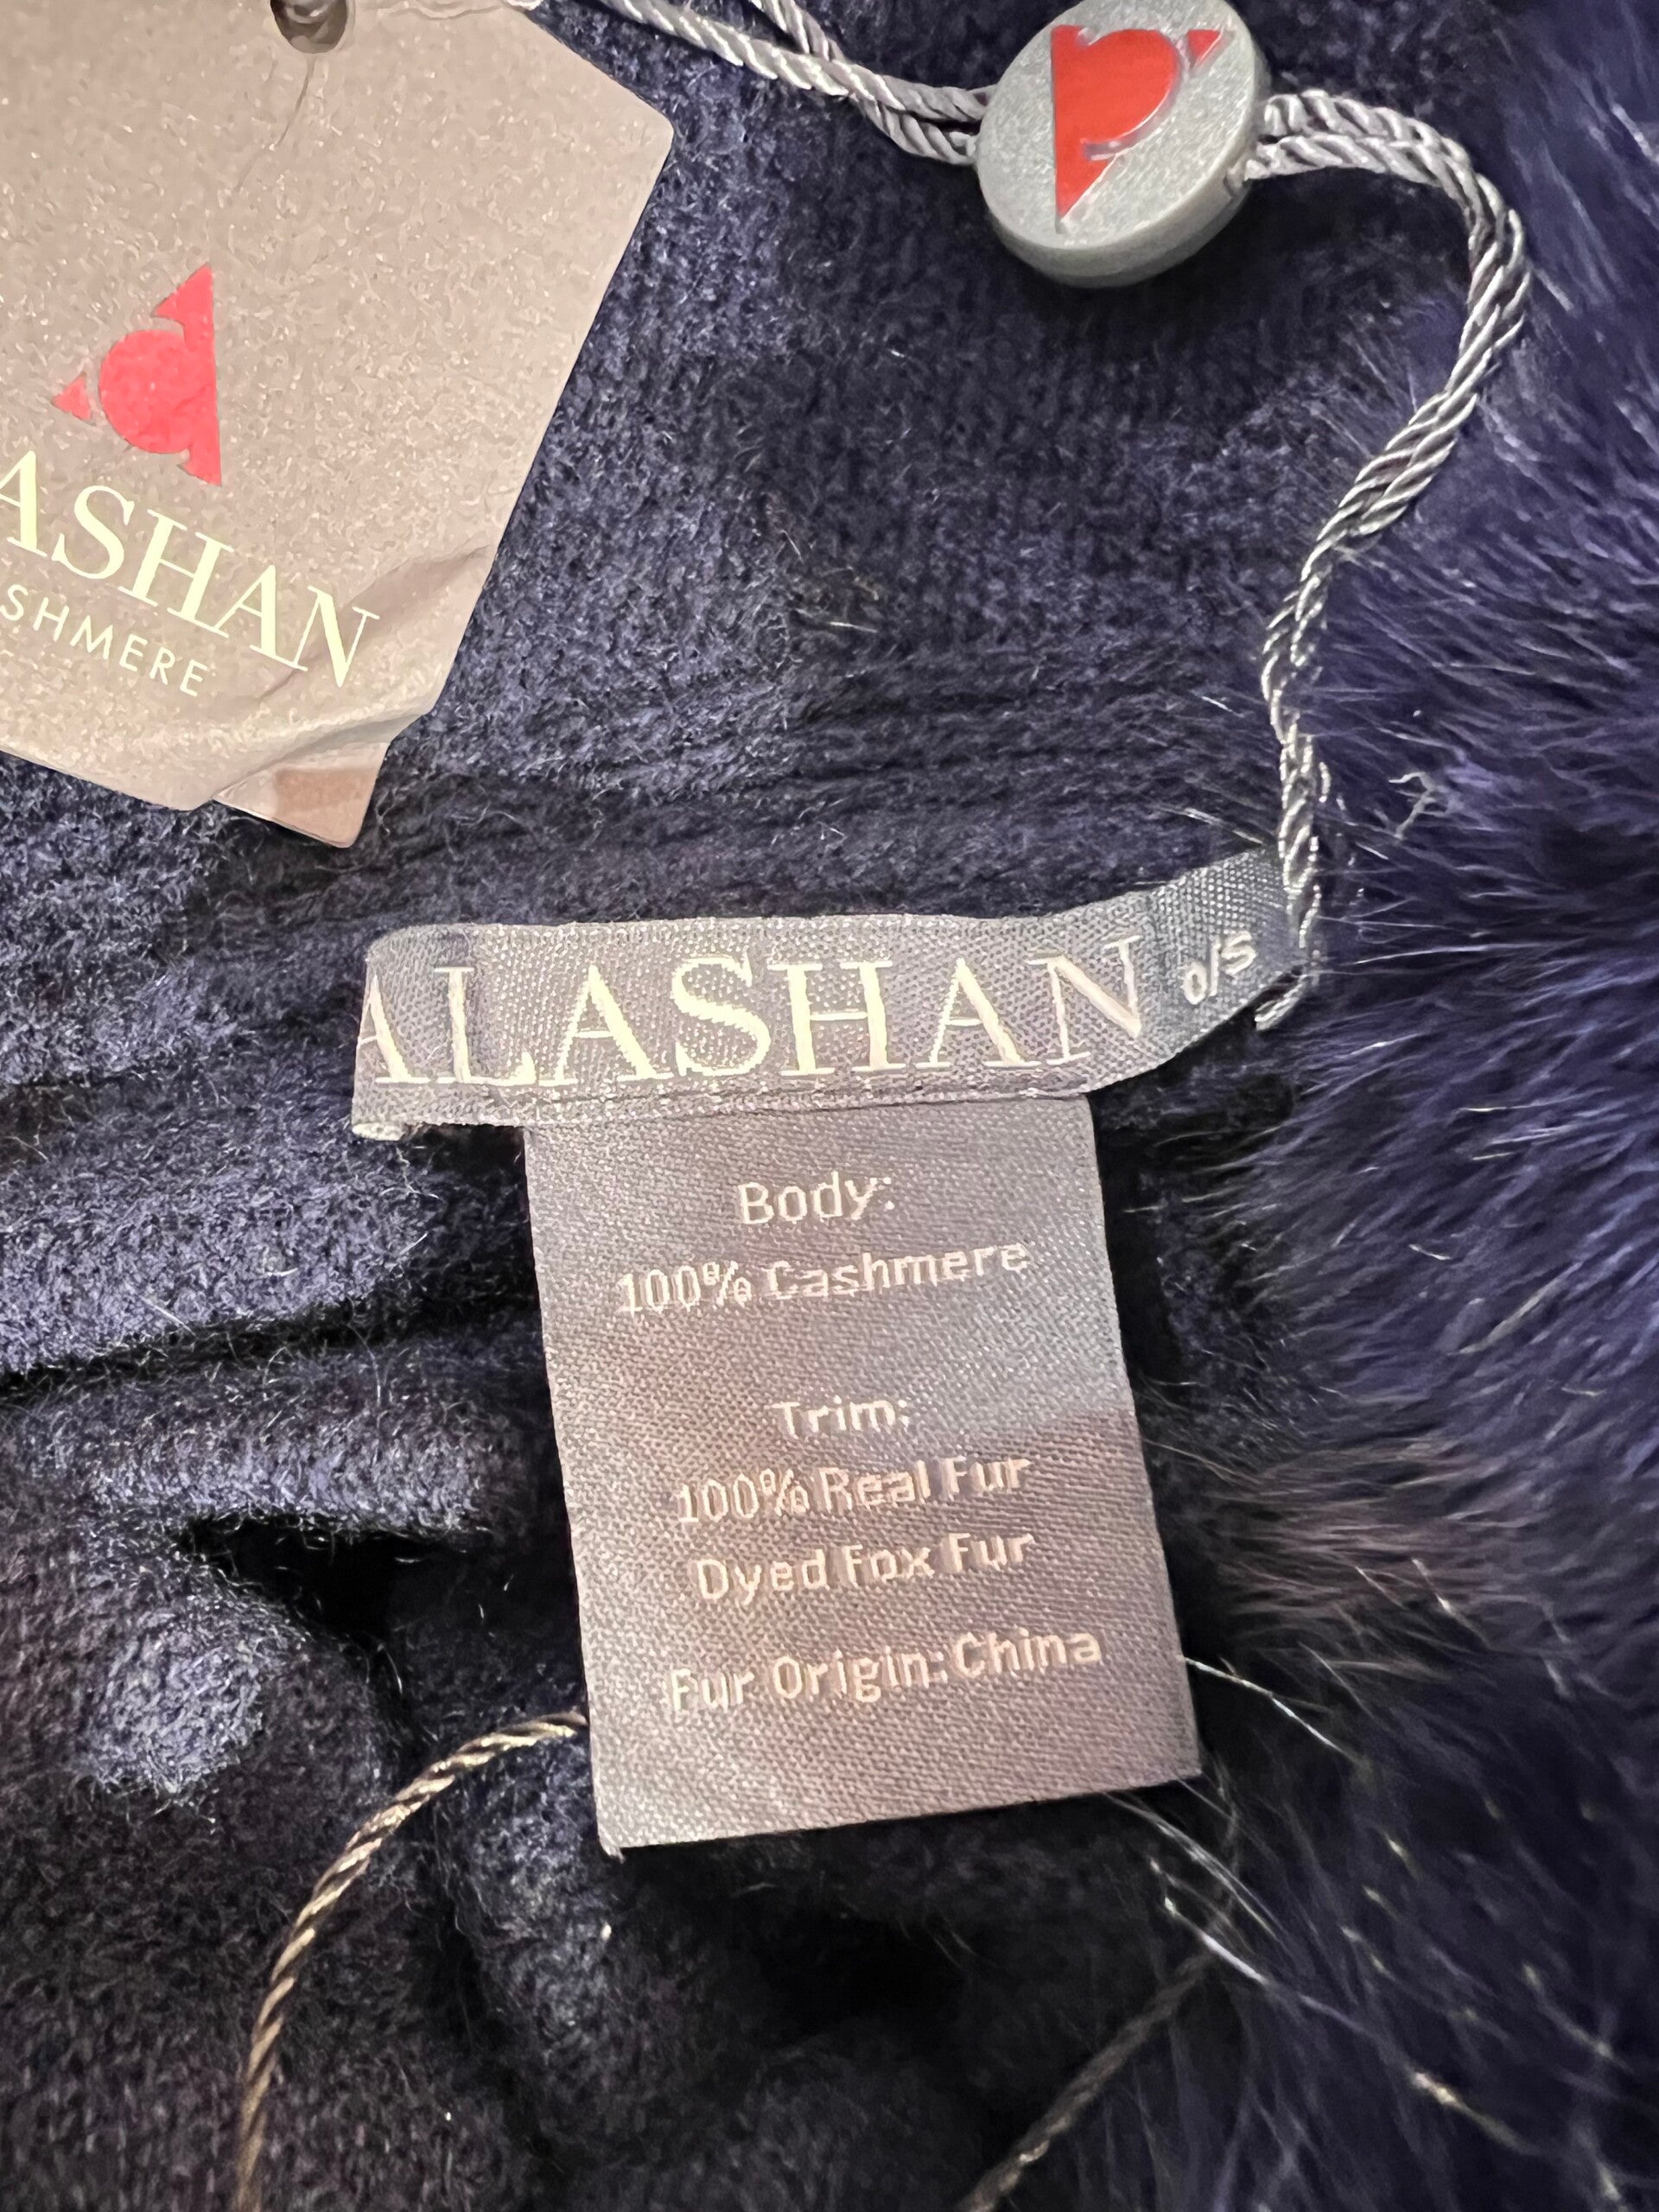 ASHAN
SHMERE
ALASHAN
o/s
Body:
100% Cashmere
Trim:
100% Real Fur
Dyed Fox Fur
Fur Origin: China